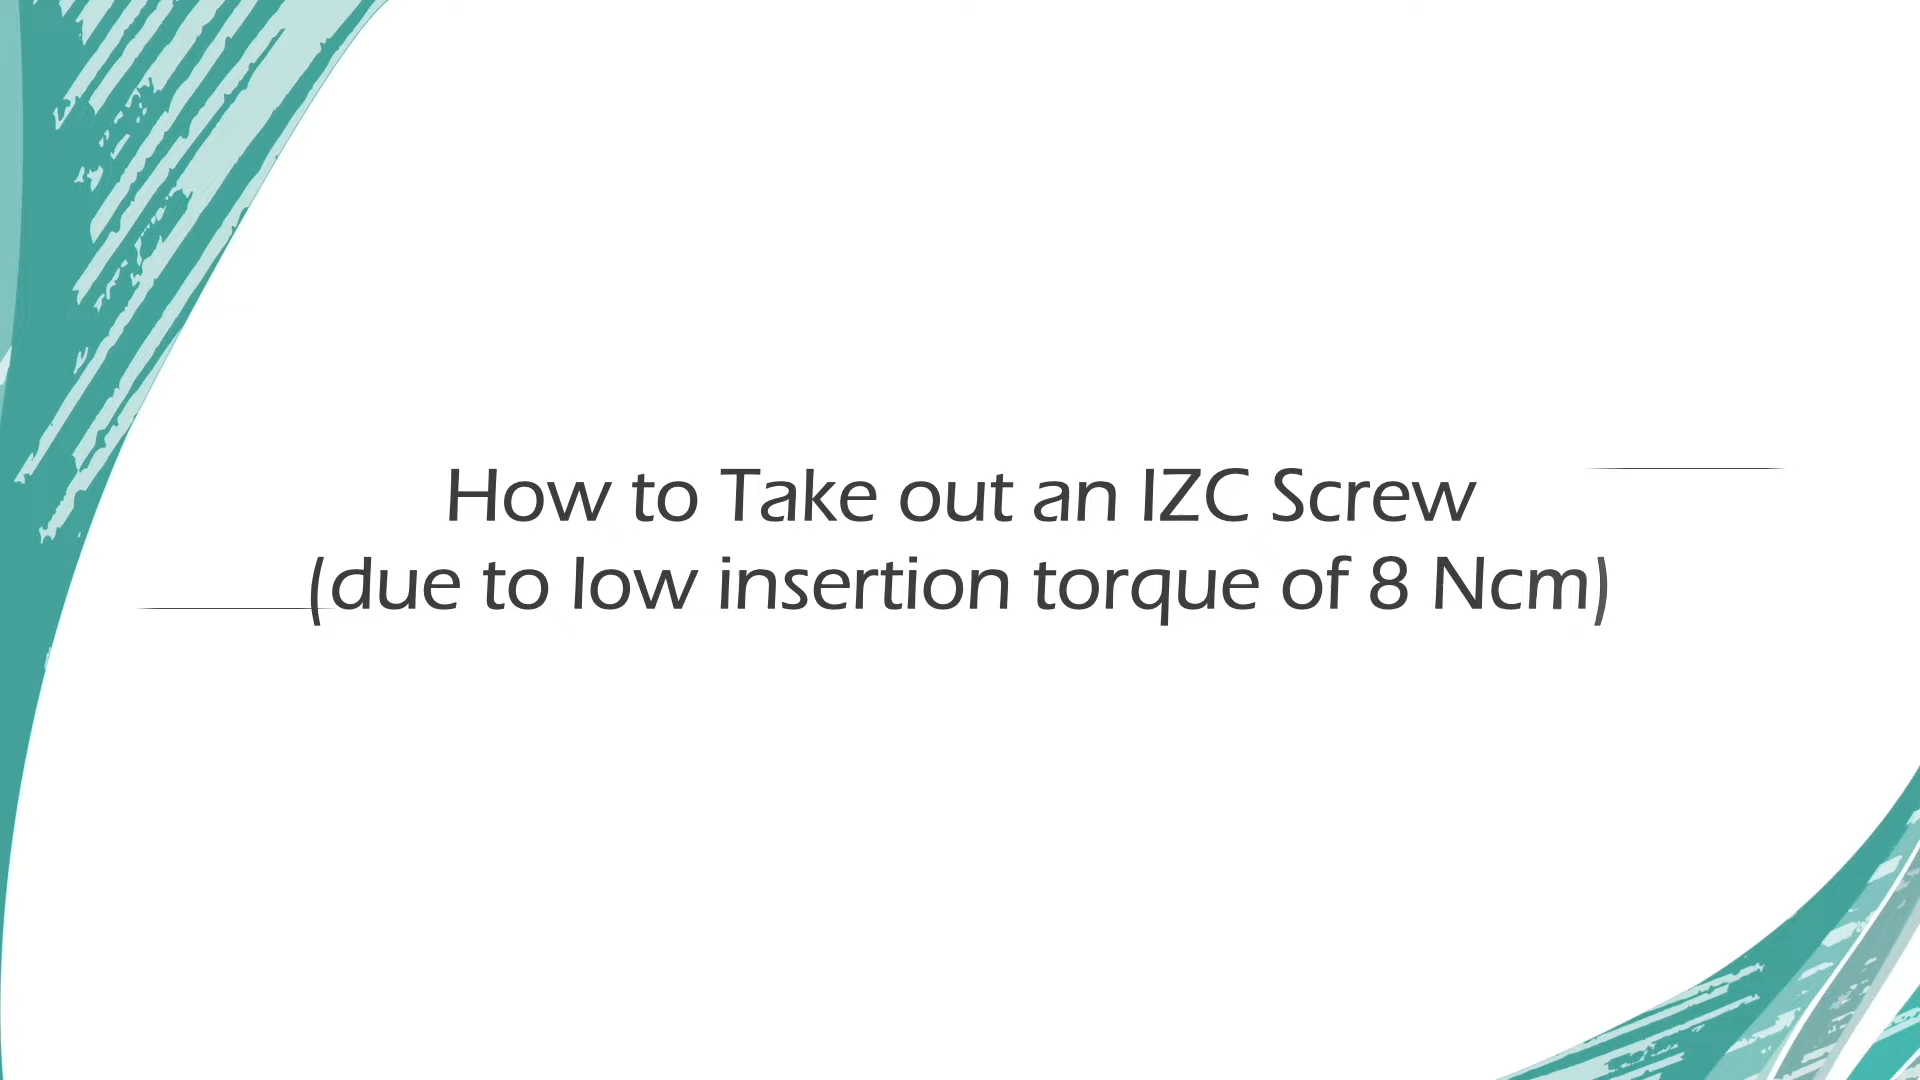 How to Take out an IZC Screw
(due to low insertion torque of 8 Ncm)